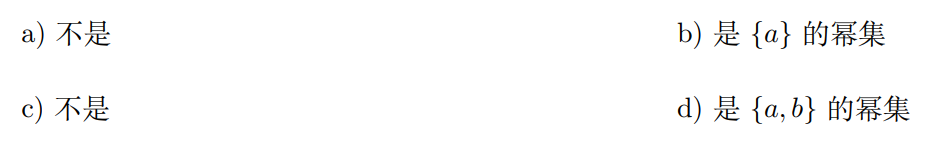 a) 不是 b) 是 {a} 的幂集
c) 不是 d) 是 {a, b} 的幂集